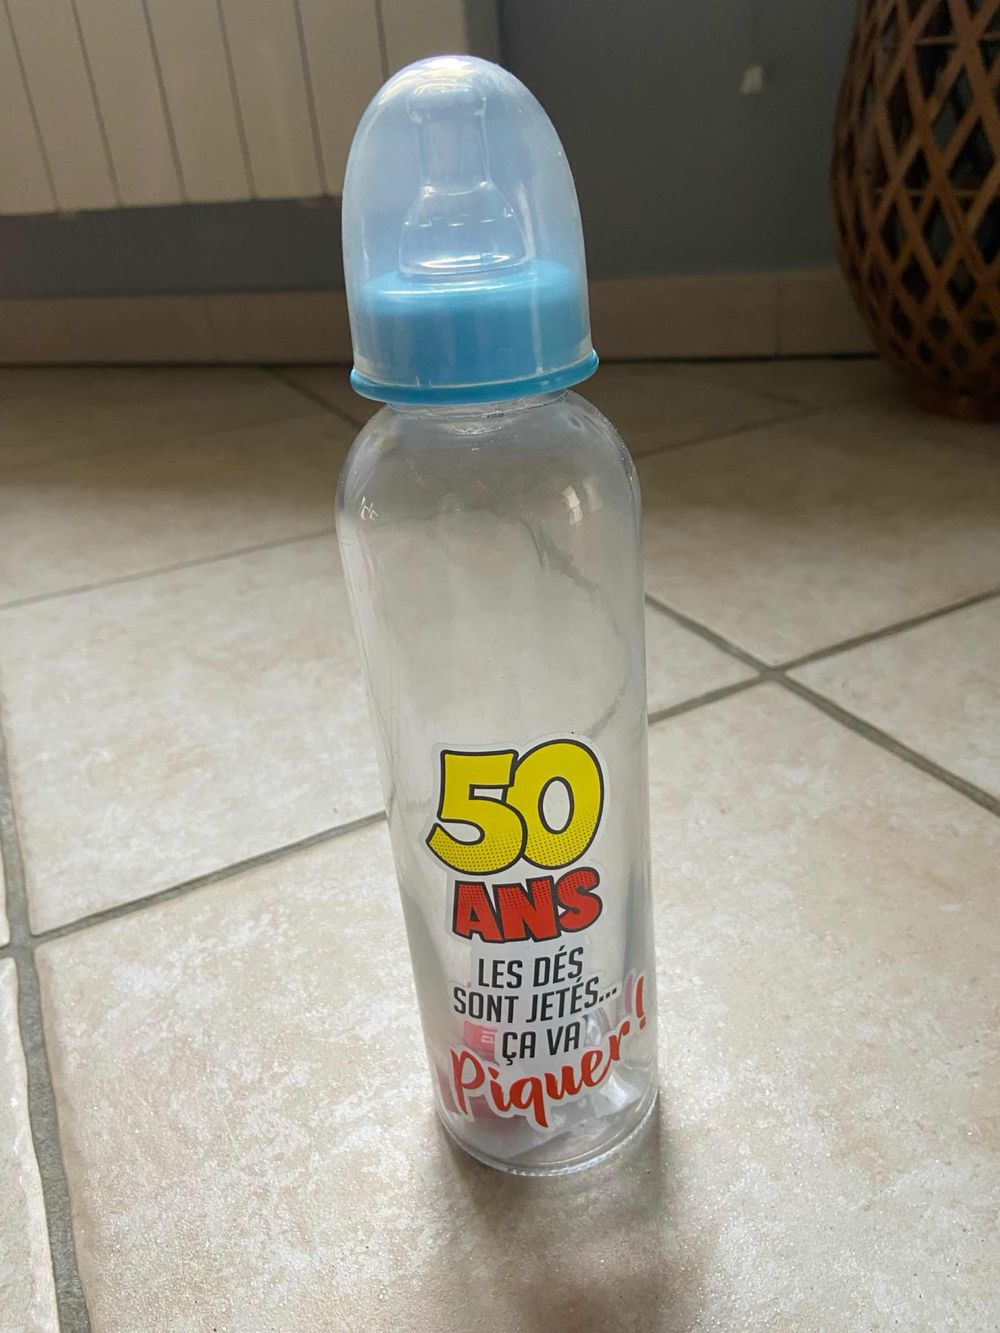 50
ANS
LES DÉS
SONT JETÉS...
ÇA VA
Piquer !